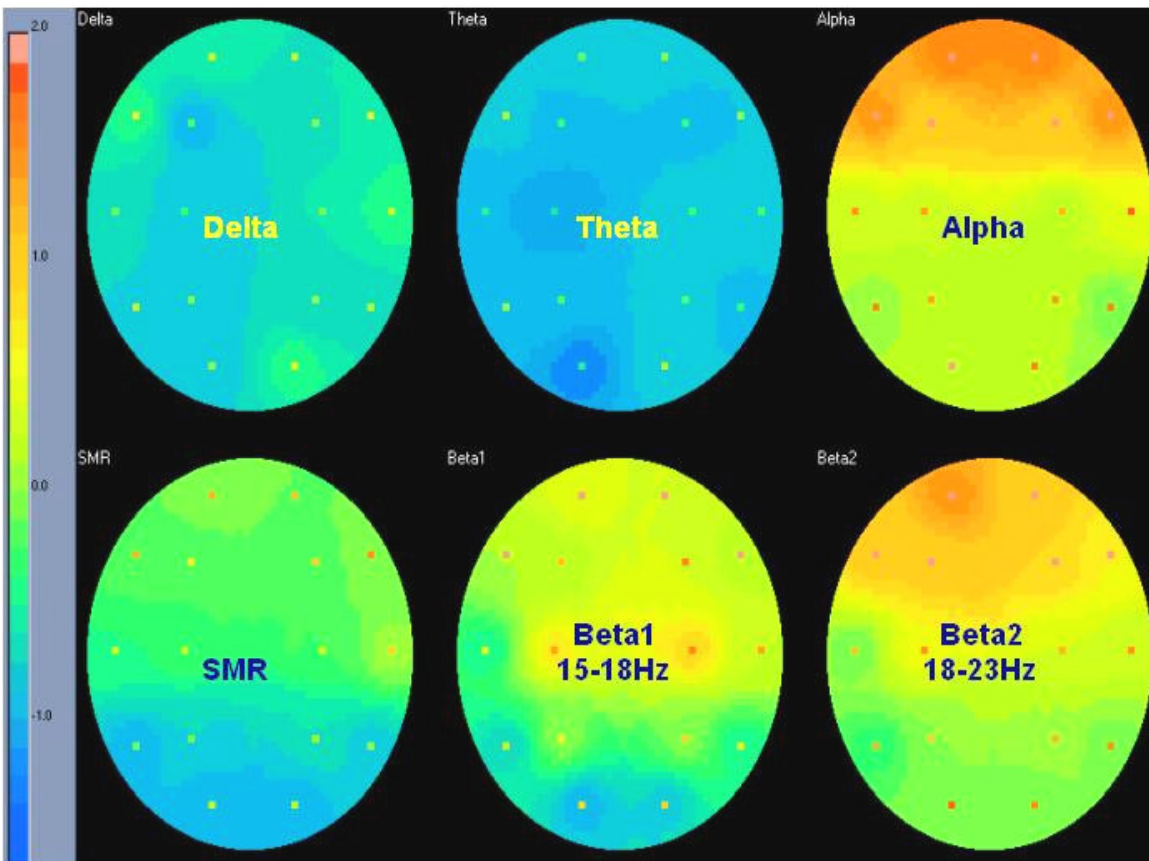 2.0
1.0
0.0
-1.0
Delta
Theta
Alpha
Delta
Theta
Alpha
SMR
Beta1
Beta2
SMR
Beta1
15-18Hz
Beta2
18-23Hz